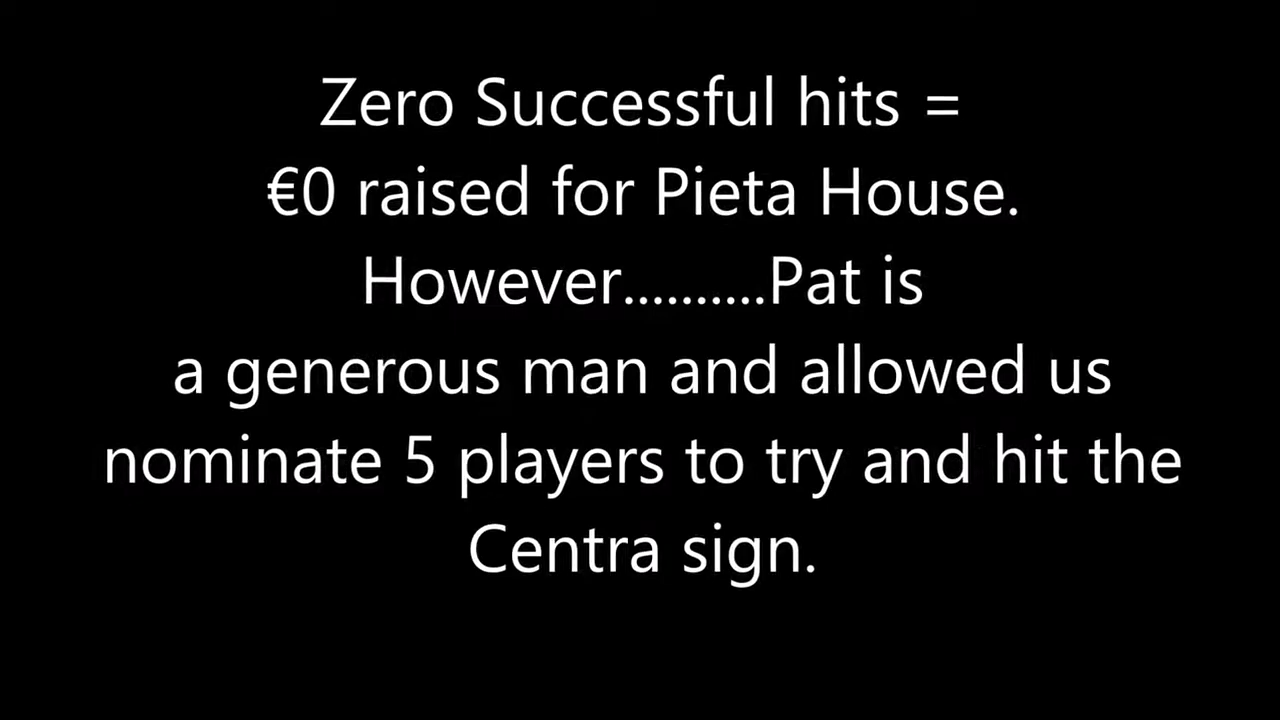 Zero Successful hits =
€0 raised for Pieta House.
However..........Pat is
a generous man and allowed us
nominate 5 players to try and hit the
Centra sign.